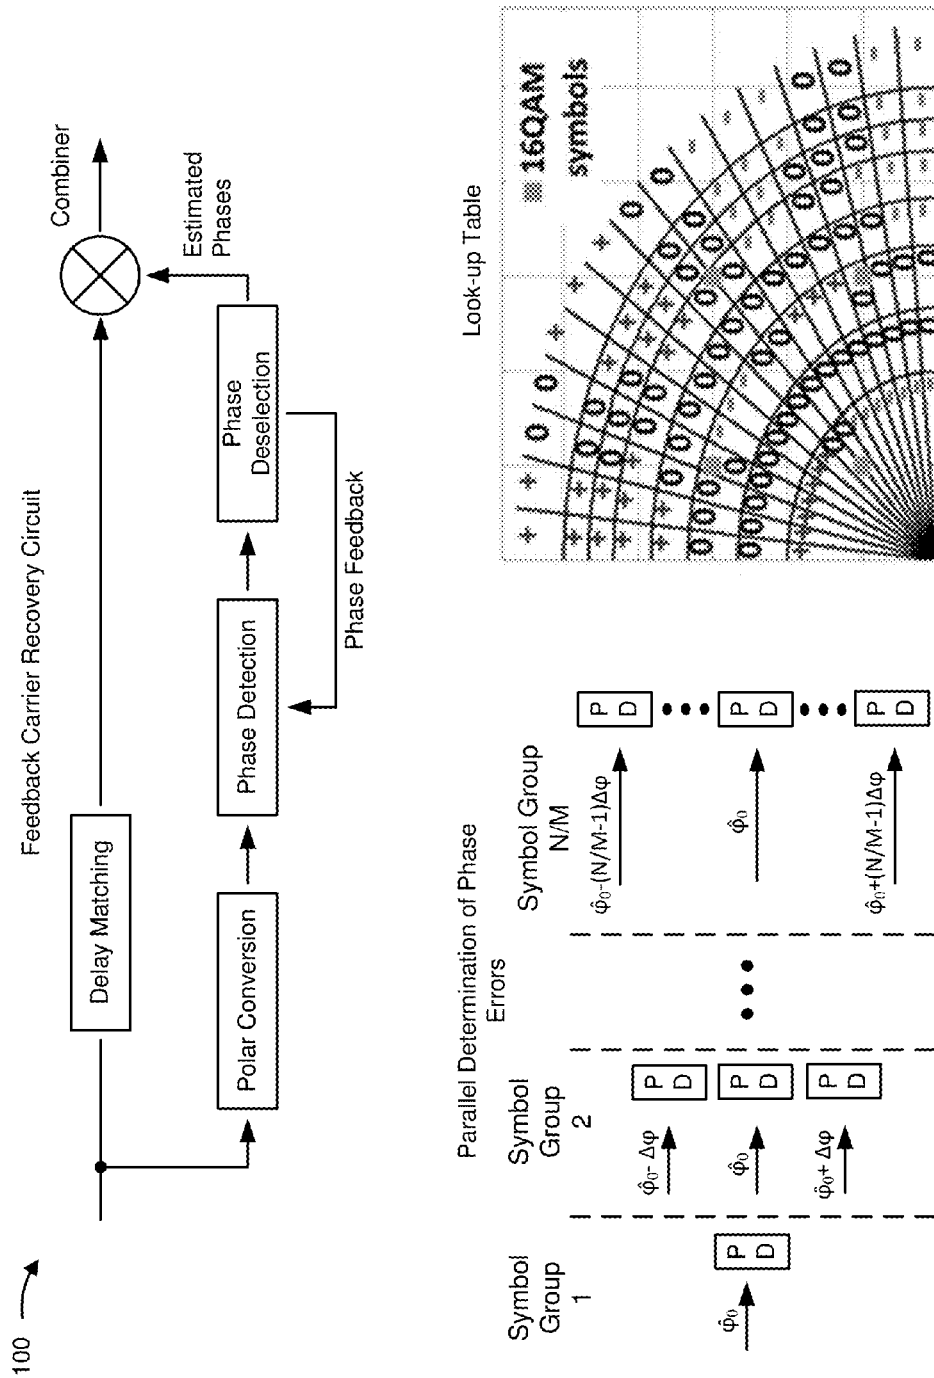 100
Feedback Carrier Recovery Circuit
Delay Matching
Combiner
Polar Conversion
Phase Detection
Phase
Deselection
Estimated
Phases
Phase Feedback
Parallel Determination of Phase
Errors
Symbol
Group
1
φ̂₀
P
D
Symbol
Group
2
φ̂₀- Δφ
P
D
φ̂₀
P
D
φ̂₀+ Δφ
P
D
Symbol Group
N/M
φ̂₀-(N/M-1)Δφ
P
D
φ̂₀
P
D
φ̂₀+(N/M-1)Δφ
P
D
Look-up Table
16QAM
symbols